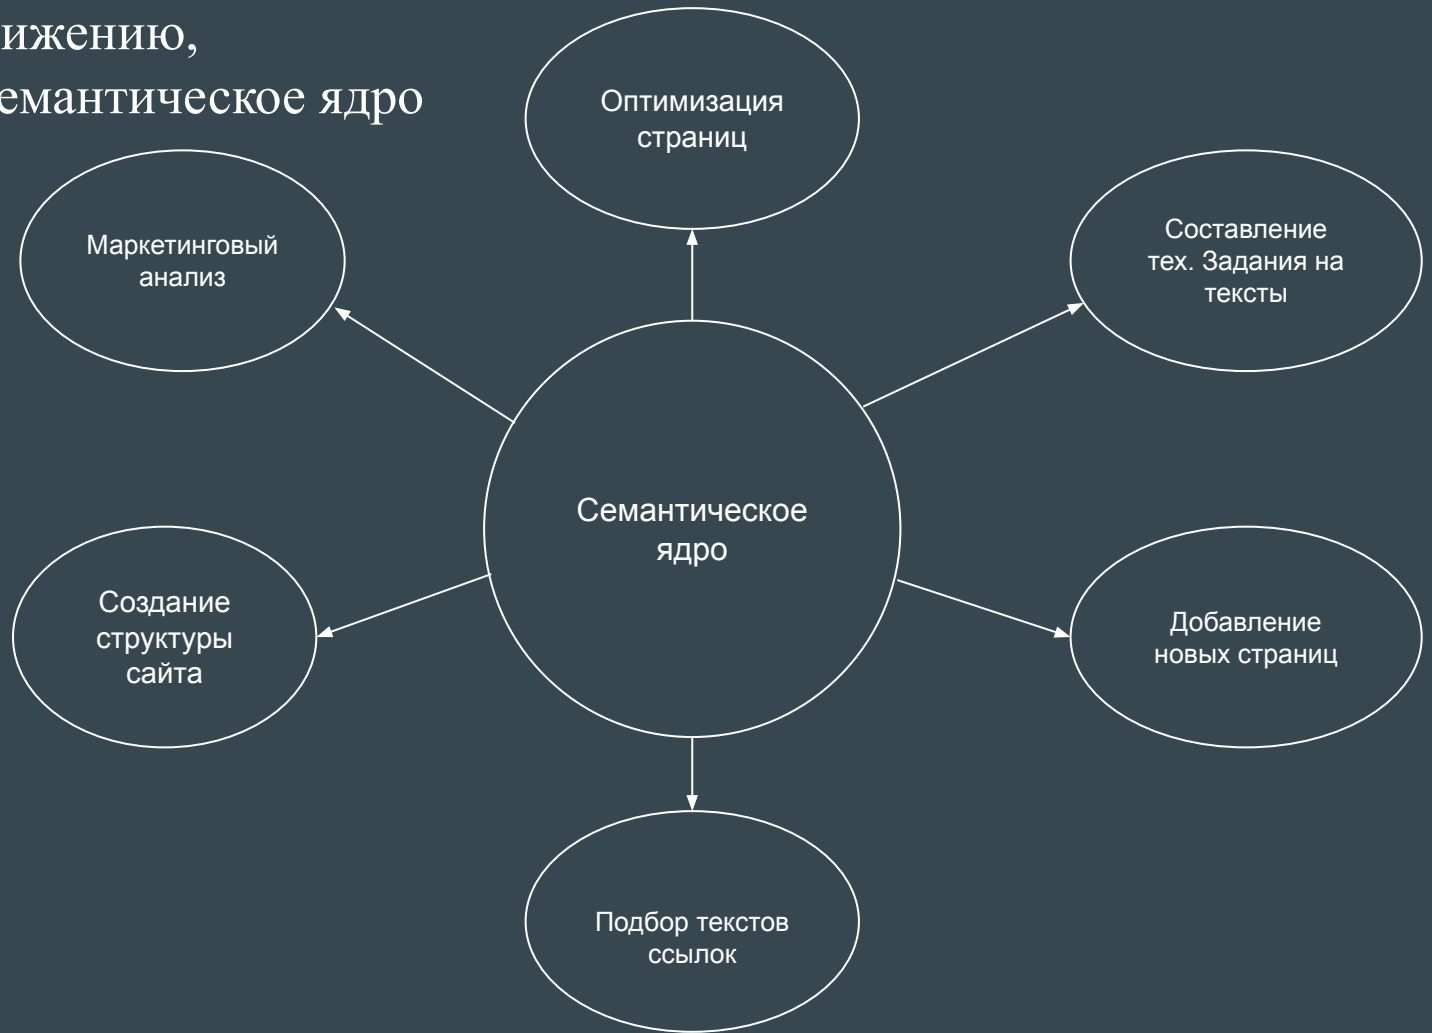 ижению,
емантическое ядро
Оптимизация
страниц
Маркетинговый
анализ
Составление
тех. Задания на
тексты
Семантическое
ядро
Создание
структуры
сайта
Добавление
новых страниц
Подбор текстов
ссылок